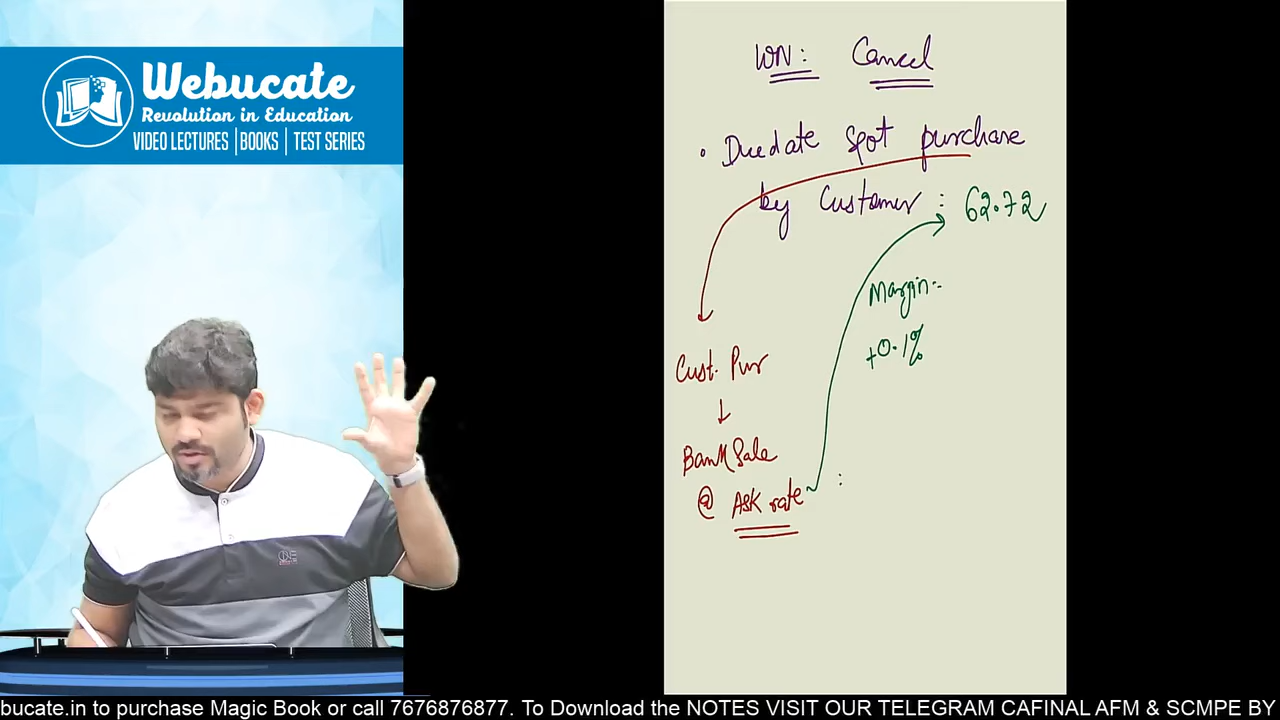 Webucate
Revolution in Education
VIDEO LECTURES | BOOKS | TEST SERIES
WN: Cancel
• Duedate Spot purchase
by Customer : 62.72
Margin:-
+0.1%
Cust. Pur
↓
Bank Sale
@ Ask rate :
bucate.in to purchase Magic Book or call 7676876877. To Download the NOTES VISIT OUR TELEGRAM CAFINAL AFM & SCMPE BY